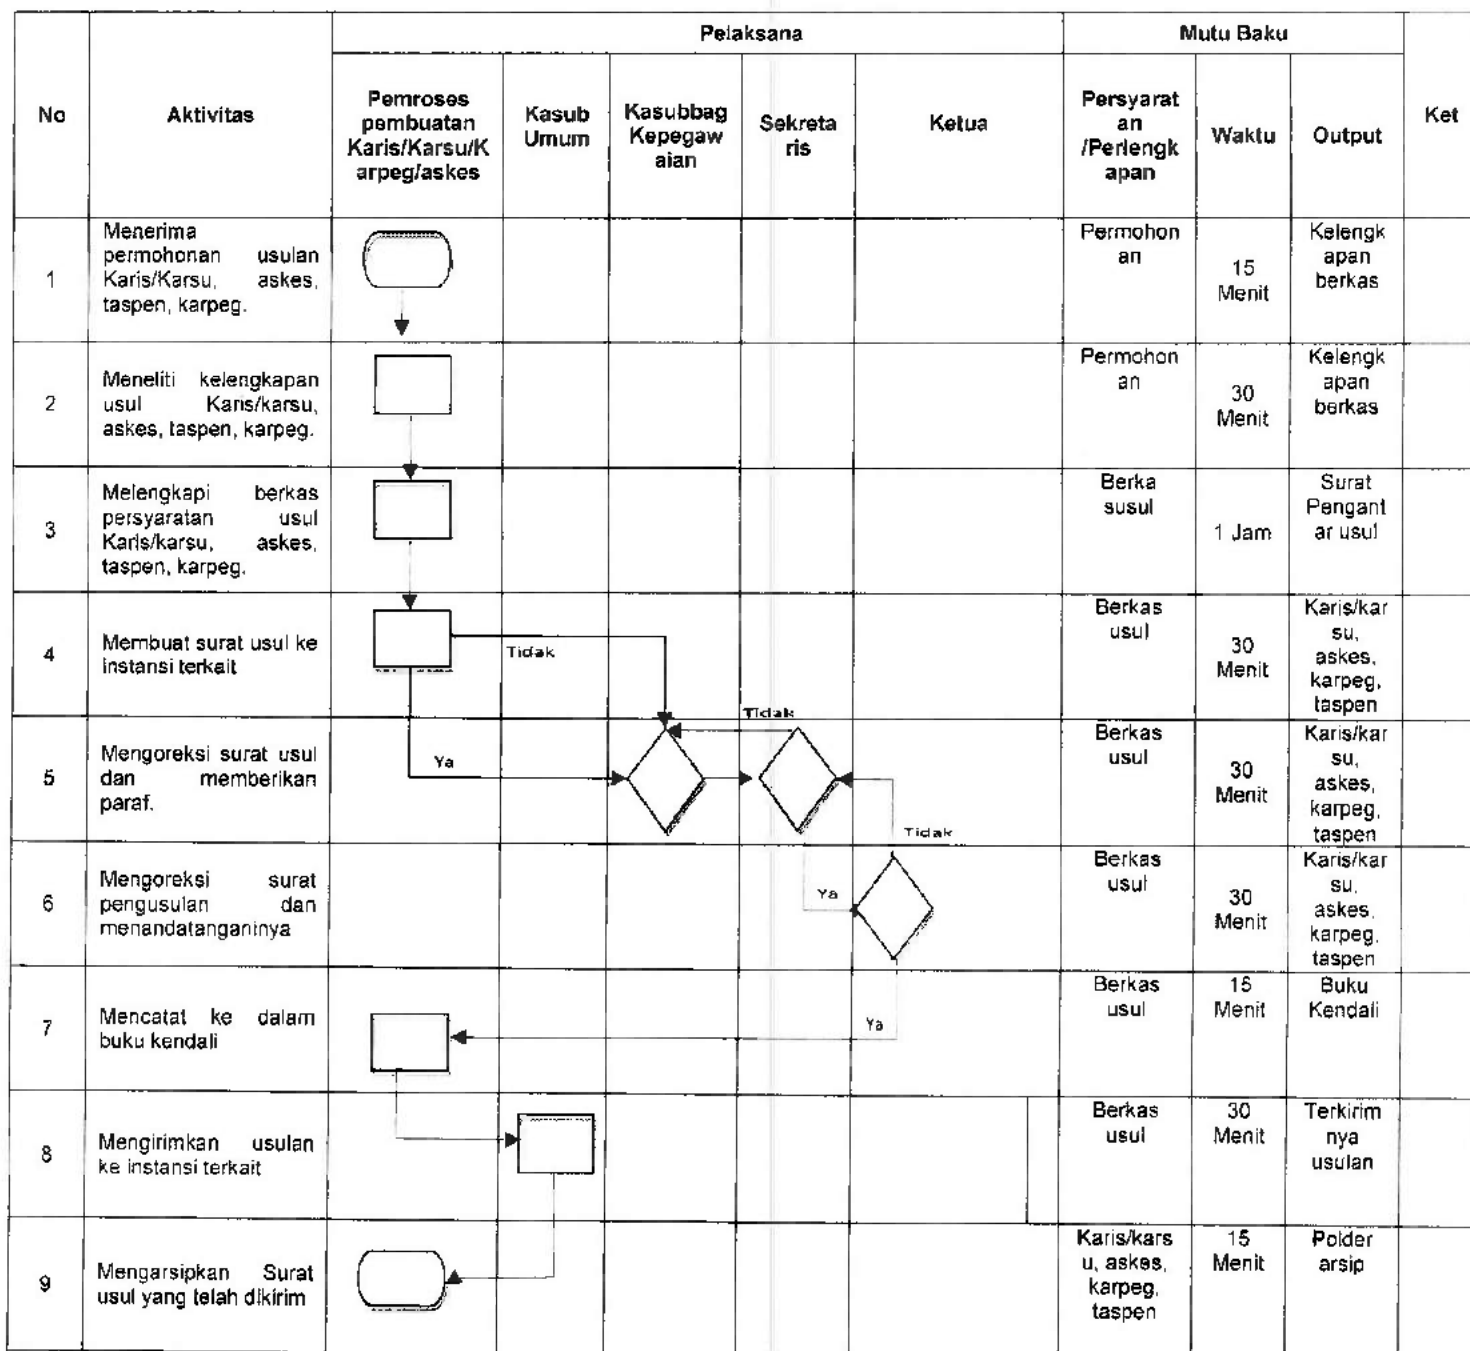 Pelaksana
Mutu Baku
No
Aktivitas
Pemroses
pembuatan
Karis/Karsu/K
arpeg/askes
Kasub
Umum
Kasubbag
Kepegaw
aian
Sekreta
ris
Ketua
Persyarat
an
/Perlengk
apan
Waktu
Output
Ket
1
Menerima
permohonan usulan
Karis/Karsu, askes,
taspen, karpeg.
Permohon
an
15
Menit
Kelengk
apan
berkas
2
Meneliti kelengkapan
usul Karis/karsu,
askes, taspen, karpeg.
Permohon
an
30
Menit
Kelengk
apan
berkas
3
Melengkapi berkas
persyaratan usul
Karis/karsu, askes,
taspen, karpeg.
Berka
susul
1 Jam
Surat
Pengant
ar usul
4
Membuat surat usul ke
instansi terkait
Tidak
Berkas
usul
30
Menit
Karis/kar
su,
askes,
karpeg,
taspen
5
Mengoreksi surat usul
dan memberikan
paraf.
Ya
Tidak
Tidak
Berkas
usul
30
Menit
Karis/kar
su,
askes,
karpeg,
taspen
6
Mengoreksi surat
pengusulan dan
menandatanganinya
Ya
Berkas
usul
30
Menit
Karis/kar
su,
askes,
karpeg,
taspen
7
Mencatat ke dalam
buku kendali
Ya
Berkas
usul
15
Menit
Buku
Kendali
8
Mengirimkan usulan
ke instansi terkait
Berkas
usul
30
Menit
Terkirim
nya
usulan
9
Mengarsipkan Surat
usul yang telah dikirim
Karis/kars
u, askes,
karpeg,
taspen
15
Menit
Polder
arsip